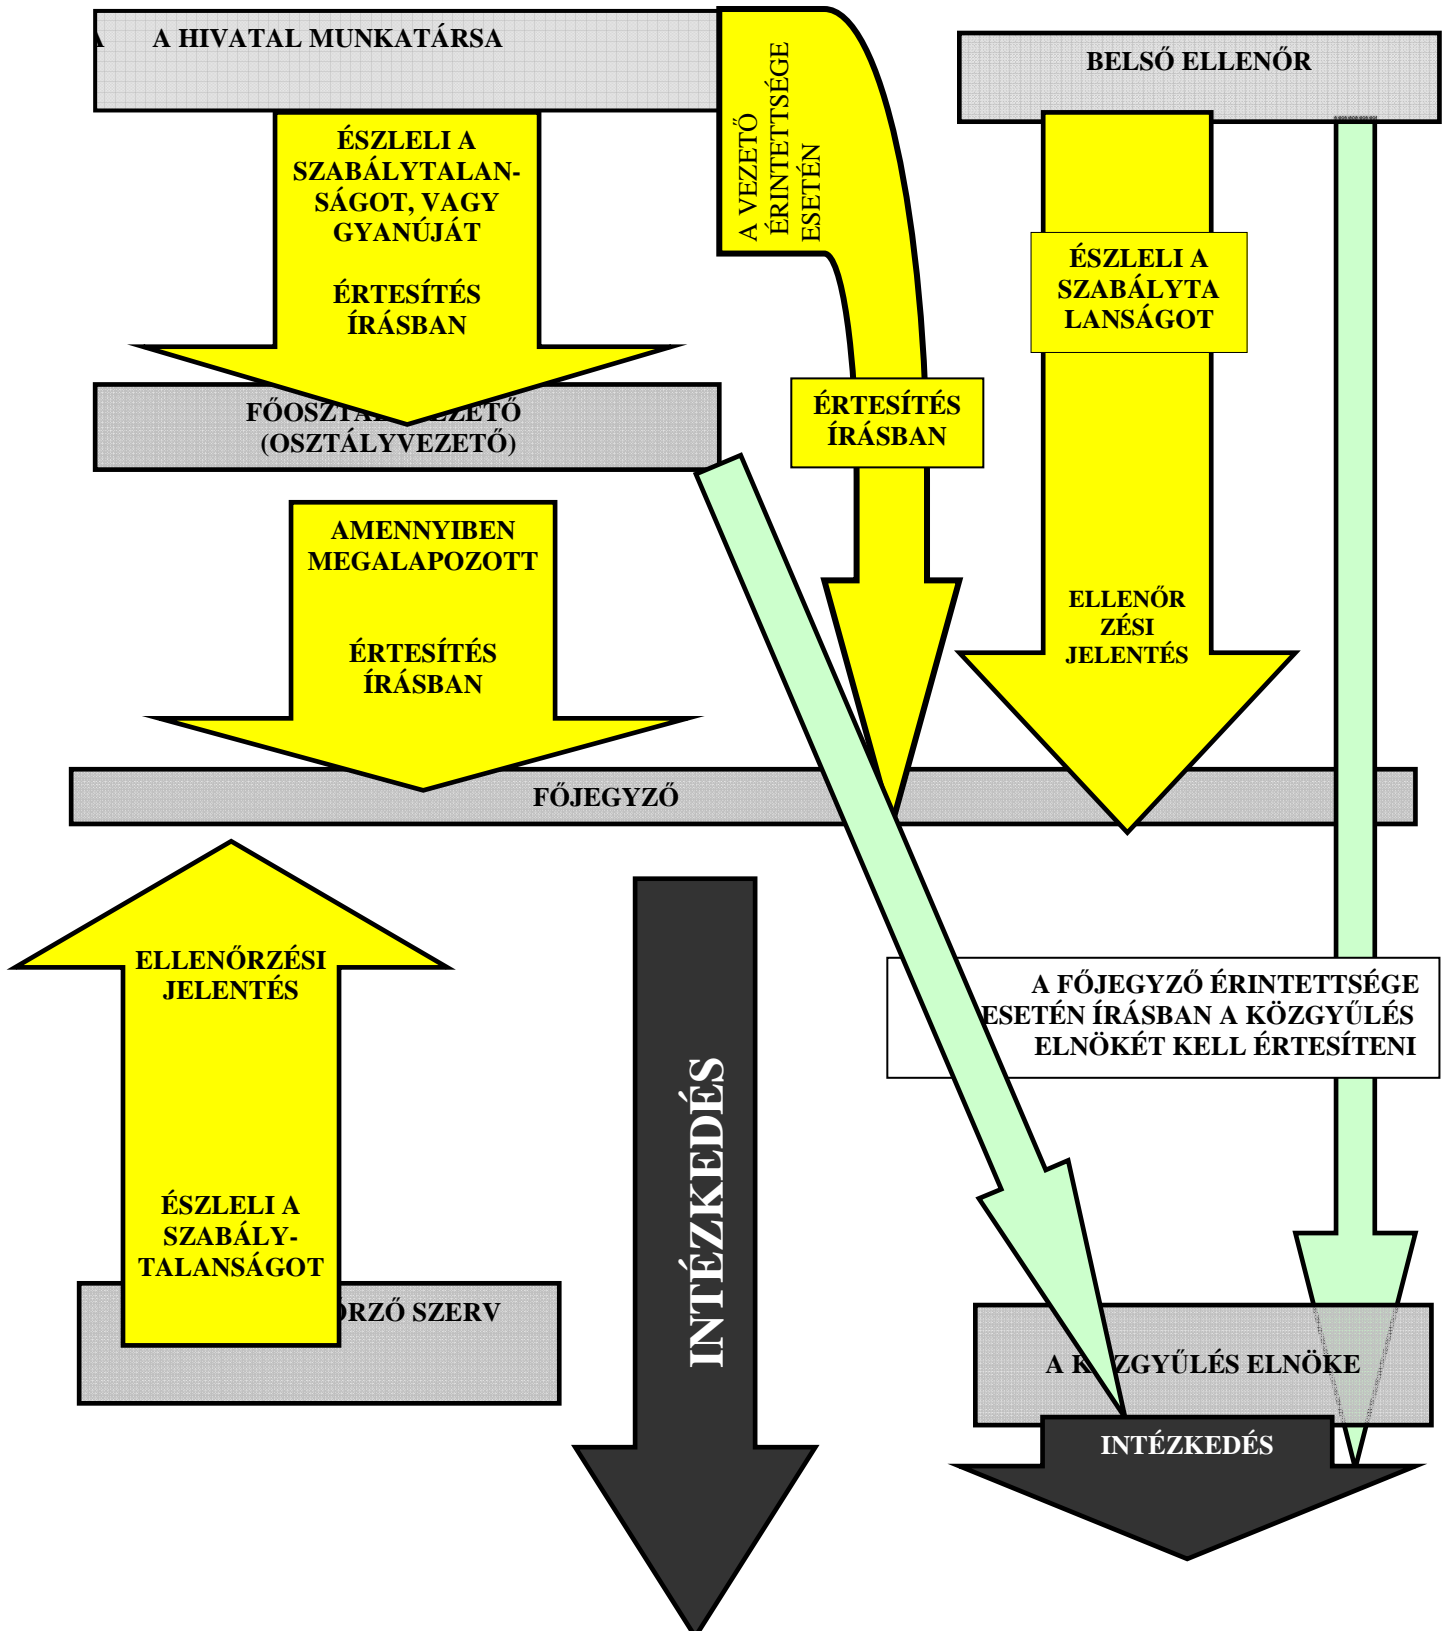 A HIVATAL MUNKATÁRSA
BELSŐ ELLENŐR
ÉSZLELI A
SZABÁLYTALAN-
SÁGOT, VAGY
GYANÚJÁT
ÉRTESÍTÉS
ÍRÁSBAN
A VEZETŐ
ÉRINTETTSÉGE
ESETÉN
ÉSZLELI A
SZABÁLYTA
LANSÁGOT
(OSZTÁLYVEZETŐ)
ÉRTESÍTÉS
ÍRÁSBAN
AMENNYIBEN
MEGALAPOZOTT
ÉRTESÍTÉS
ÍRÁSBAN
ELLENŐR
ZÉSI
JELENTÉS
FŐJEGYZŐ
ELLENŐRZÉSI
JELENTÉS
A FŐJEGYZŐ ÉRINTETTSÉGE
ESETÉN ÍRÁSBAN A KÖZGYŰLÉS
ELNÖKÉT KELL ÉRTESÍTENI
INTÉZKEDÉS
ÉSZLELI A
SZABÁLY-
TALANSÁGOT
SZERV
A ELNÖKE
INTÉZKEDÉS